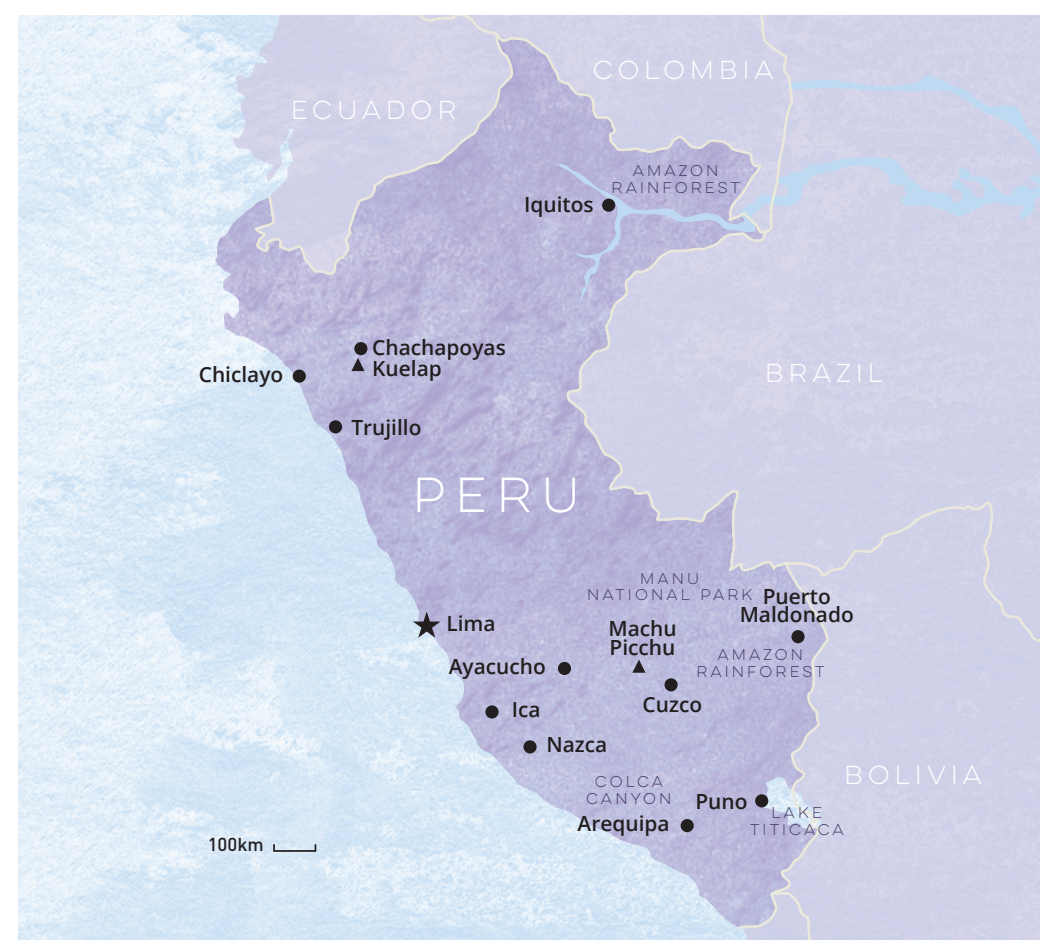 COLOMBIA
ECUADOR
AMAZON
RAINFOREST
Iquitos
Chachapoyas
Kuelap
Chiclayo
BRAZIL
Trujillo
PERU
MANU
NATIONAL PARK
Puerto
Maldonado
Lima
Machu
Picchu
AMAZON
RAINFOREST
Ayacucho
Cuzco
Ica
Nazca
BOLIVIA
COLCA
CANYON
Puno
LAKE
TITICACA
Arequipa
100km